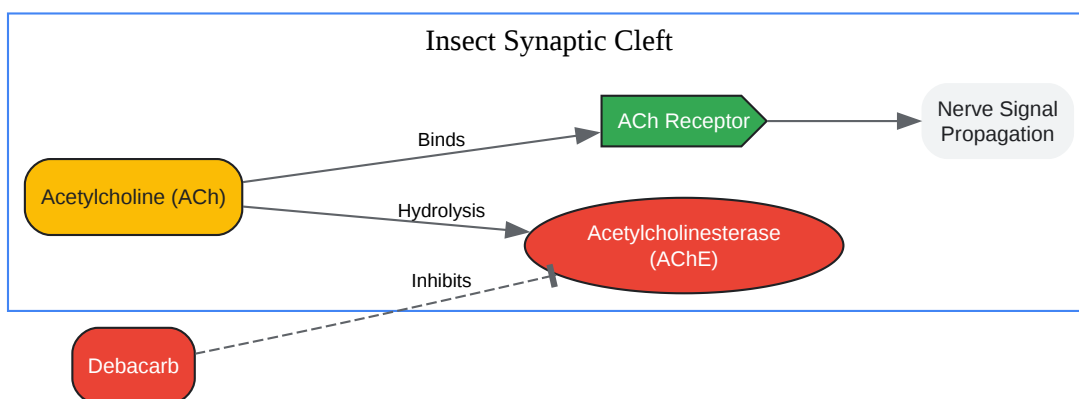 Insect Synaptic Cleft
ACh Receptor
Nerve Signal
Propagation
Binds
Acetylcholine (ACh)
Hydrolysis
Acetylcholinesterase
(AChE)
Inhibits
Debacarb